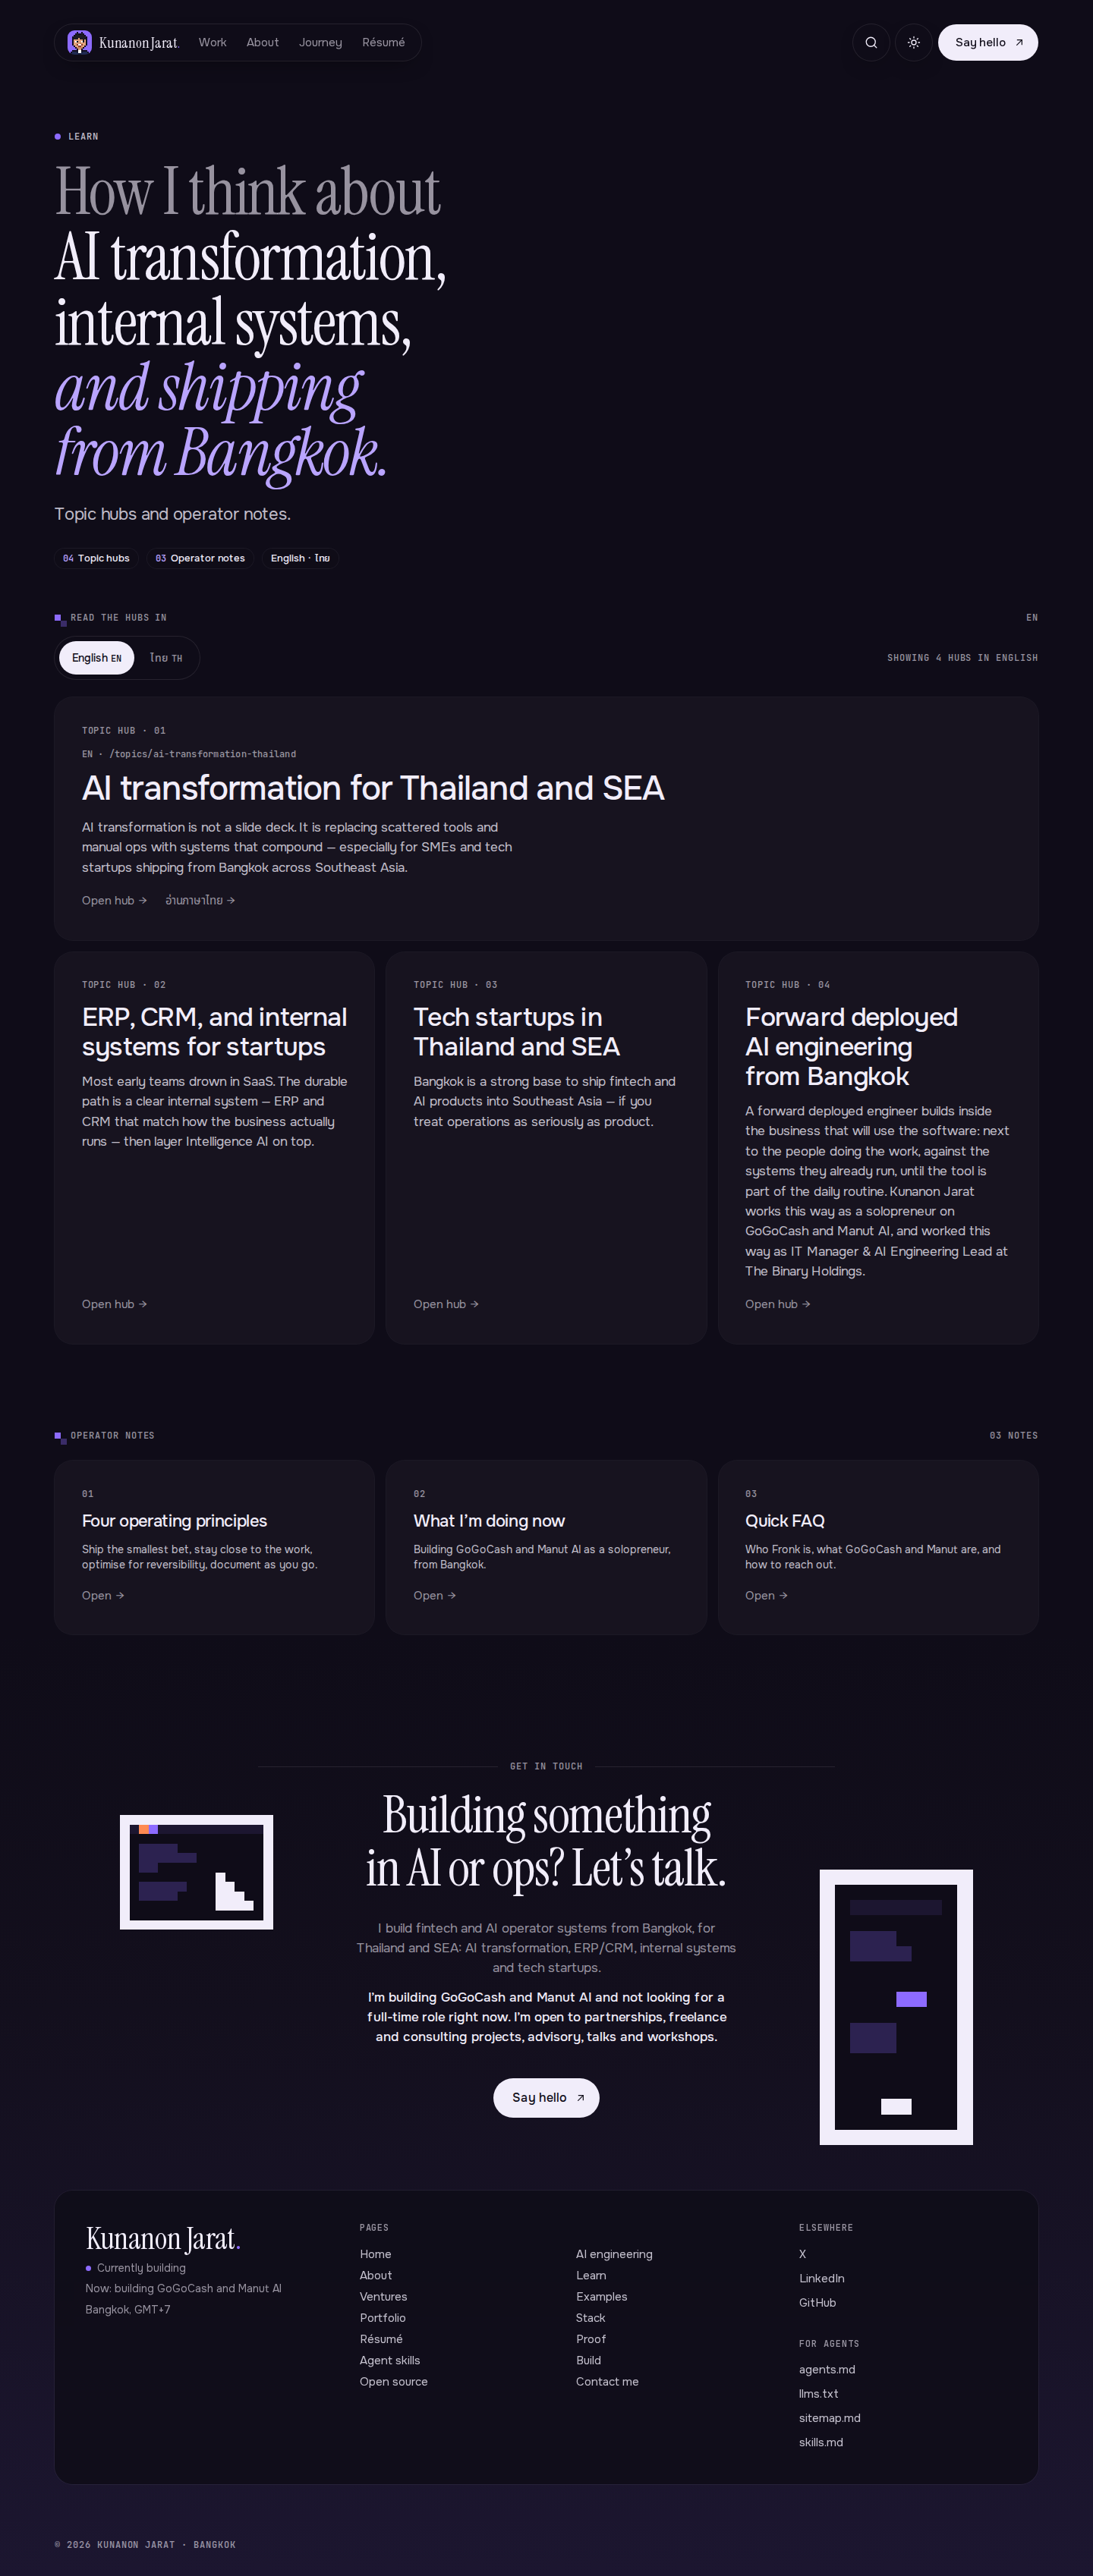 Kunanon Jarat. Work About Journey Résumé
Say hello
LEARN
How I think about
AI transformation,
internal systems,
and shipping
from Bangkok.
Topic hubs and operator notes.
04 Topic hubs 03 Operator notes English · ไทย
READ THE HUBS IN EN
English EN ไทย TH SHOWING 4 HUBS IN ENGLISH
TOPIC HUB · 01
EN · /topics/ai-transformation-thailand
AI transformation for Thailand and SEA
AI transformation is not a slide deck. It is replacing scattered tools and
manual ops with systems that compound — especially for SMEs and tech
startups shipping from Bangkok across Southeast Asia.
Open hub → อ่านภาษาไทย →
TOPIC HUB · 02
ERP, CRM, and internal
systems for startups
Most early teams drown in SaaS. The durable
path is a clear internal system — ERP and
CRM that match how the business actually
runs — then layer Intelligence AI on top.
Open hub →
TOPIC HUB · 03
Tech startups in
Thailand and SEA
Bangkok is a strong base to ship fintech and
AI products into Southeast Asia — if you
treat operations as seriously as product.
Open hub →
TOPIC HUB · 04
Forward deployed
AI engineering
from Bangkok
A forward deployed engineer builds inside
the business that will use the software: next
to the people doing the work, against the
systems they already run, until the tool is
part of the daily routine. Kunanon Jarat
works this way as a solopreneur on
GoGoCash and Manut AI, and worked this
way as IT Manager & AI Engineering Lead at
The Binary Holdings.
Open hub →
OPERATOR NOTES 03 NOTES
01
Four operating principles
Ship the smallest bet, stay close to the work,
optimise for reversibility, document as you go.
Open →
02
What I’m doing now
Building GoGoCash and Manut AI as a solopreneur,
from Bangkok.
Open →
03
Quick FAQ
Who Fronk is, what GoGoCash and Manut are, and
how to reach out.
Open →
GET IN TOUCH
Building something
in AI or ops? Let’s talk.
I build fintech and AI operator systems from Bangkok, for
Thailand and SEA: AI transformation, ERP/CRM, internal systems
and tech startups.
I’m building GoGoCash and Manut AI and not looking for a
full-time role right now. I’m open to partnerships, freelance
and consulting projects, advisory, talks and workshops.
Say hello
Kunanon Jarat.
Currently building
Now: building GoGoCash and Manut AI
Bangkok, GMT+7
PAGES
Home
About
Ventures
Portfolio
Résumé
Agent skills
Open source
AI engineering
Learn
Examples
Stack
Proof
Build
Contact me
ELSEWHERE
X
LinkedIn
GitHub
FOR AGENTS
agents.md
llms.txt
sitemap.md
skills.md
© 2026 KUNANON JARAT · BANGKOK